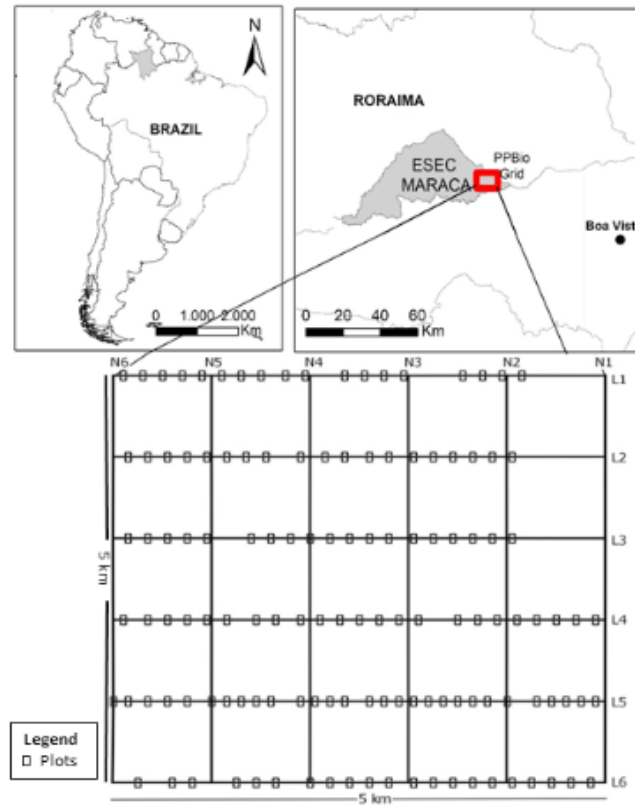 N
BRAZIL
0 1.000 2.000
Km
RORAIMA
ESEC
MARACA
PPBio
Grid
Boa Vist
0 20 40 60
Km
N6 N5 N4 N3 N2 N1
L1
L2
L3
5 km
L4
L5
L6
Legend
Plots
5 km